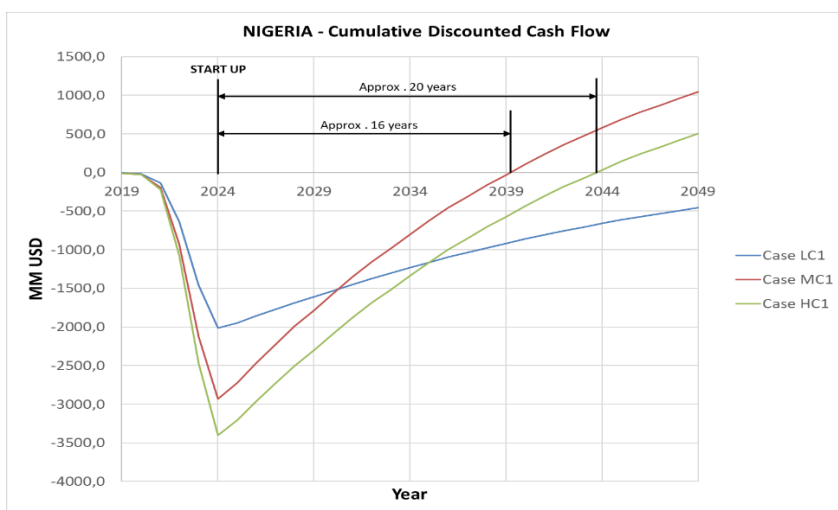 NIGERIA - Cumulative Discounted Cash Flow
1500,0
1000,0
500,0
0,0
-500,0
-1000,0
-1500,0
-2000,0
-2500,0
-3000,0
-3500,0
-4000,0
MM USD
START UP
Approx . 20 years
Approx . 16 years
2019 2024 2029 2034 2039 2044 2049
Year
Case LC1
Case MC1
Case HC1